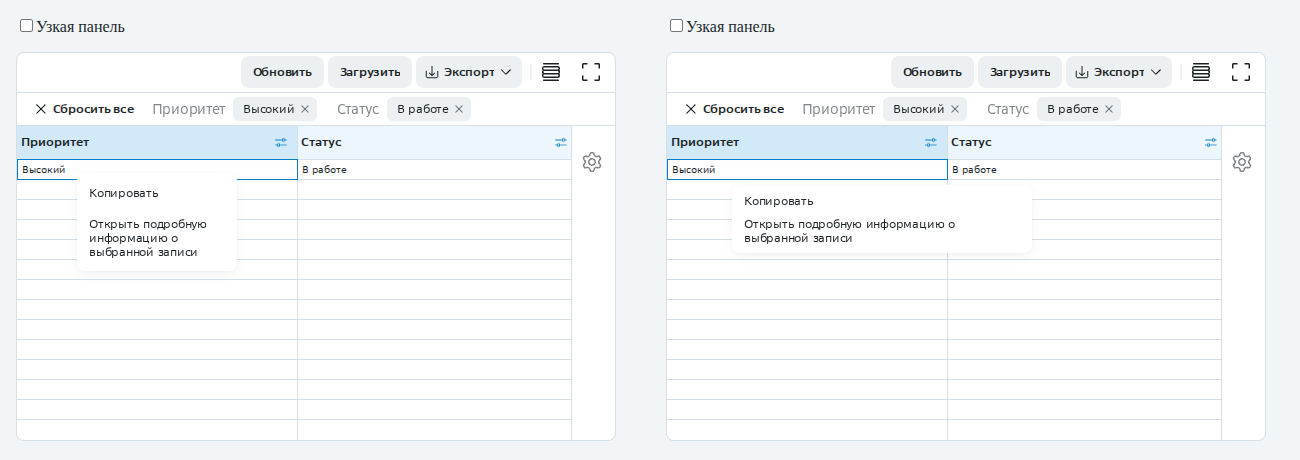 Узкая панель
Обновить Загрузить Экспорт
Сбросить все Приоритет Высокий Статус В работе
Приоритет Статус
Высокий В работе
Копировать
Открыть подробную
информацию о
выбранной записи
Узкая панель
Обновить Загрузить Экспорт
Сбросить все Приоритет Высокий Статус В работе
Приоритет Статус
Высокий В работе
Копировать
Открыть подробную информацию о
выбранной записи